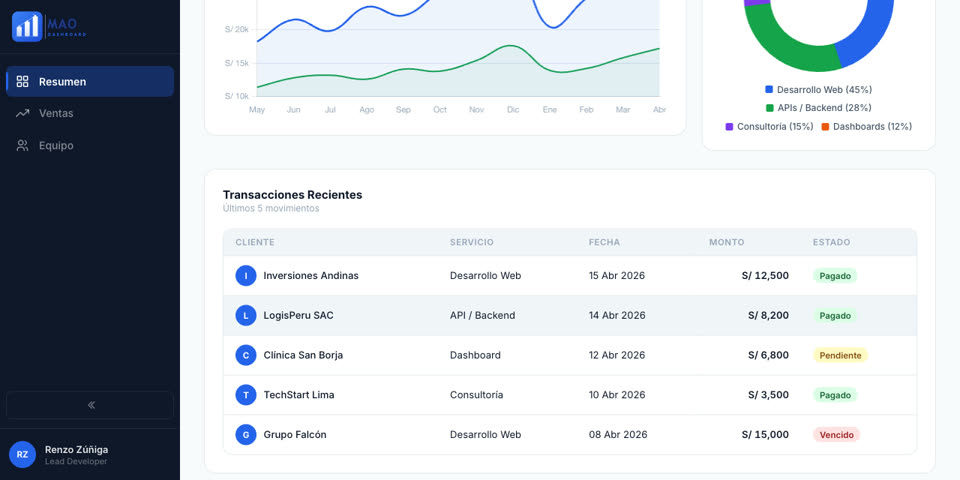 MAO
DASHBOARD
Resumen
Ventas
Equipo
RZ
Renzo Zúñiga
Lead Developer
S/ 20k
S/ 15k
S/ 10k
May Jun Jul Ago Sep Oct Nov Dic Ene Feb Mar Abr
Desarrollo Web (45%)
APIs / Backend (28%)
Consultoría (15%) Dashboards (12%)
Transacciones Recientes
Últimos 5 movimientos
CLIENTE SERVICIO FECHA MONTO ESTADO
I Inversiones Andinas Desarrollo Web 15 Abr 2026 S/ 12,500 Pagado
L LogisPeru SAC API / Backend 14 Abr 2026 S/ 8,200 Pagado
C Clínica San Borja Dashboard 12 Abr 2026 S/ 6,800 Pendiente
T TechStart Lima Consultoría 10 Abr 2026 S/ 3,500 Pagado
G Grupo Falcón Desarrollo Web 08 Abr 2026 S/ 15,000 Vencido